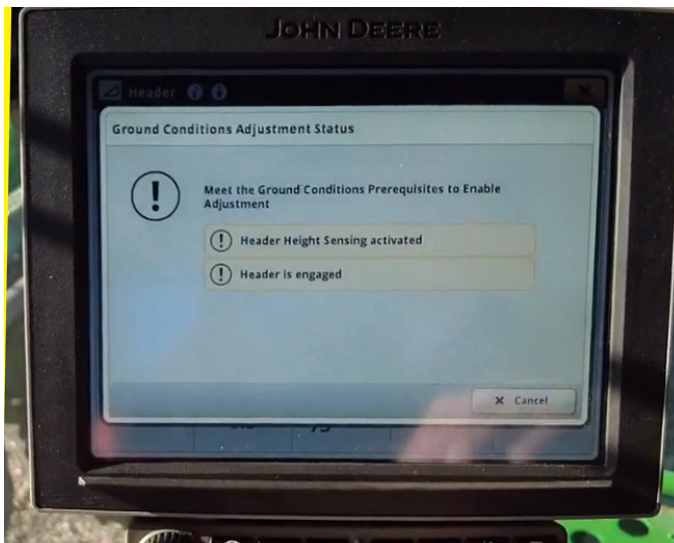 JOHN DEERE
Header
Ground Conditions Adjustment Status
Meet the Ground Conditions Prerequisites to Enable
Adjustment
Header Height Sensing activated
Header is engaged
Cancel